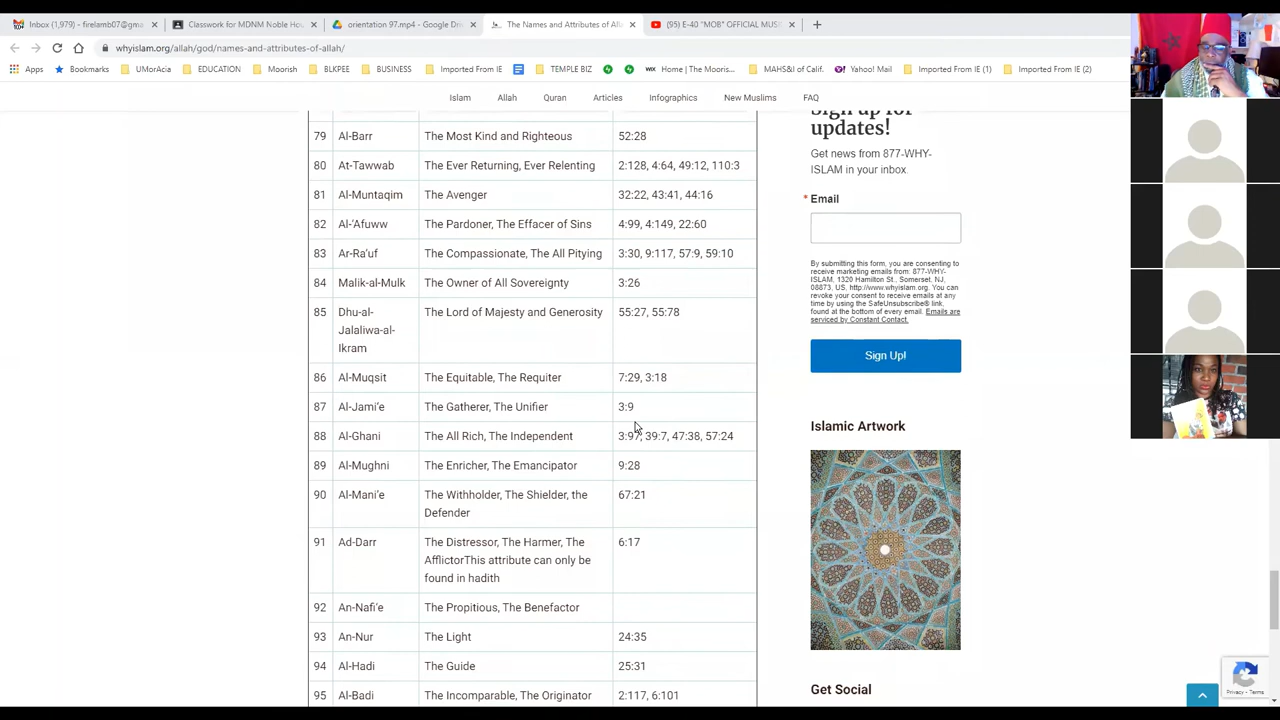 Inbox (1,979) - firelamb07@gma
Classwork for MDNM Noble Hou
orientation 97.mp4 - Google Dri
The Names and Attributes of All
(95) E-40 "MOB" OFFICIAL MUSI
whyislam.org/allah/god/names-and-attributes-of-allah/
Apps Bookmarks UMorAcia EDUCATION Moorish BLKPEE BUSINESS Imported From IE TEMPLE BIZ Home | The Mooris... MAHS&I of Calif. Yahoo! Mail Imported From IE (1) Imported From IE (2)
Islam Allah Quran Articles Infographics New Muslims FAQ
79 Al-Barr The Most Kind and Righteous 52:28
80 At-Tawwab The Ever Returning, Ever Relenting 2:128, 4:64, 49:12, 110:3
81 Al-Muntaqim The Avenger 32:22, 43:41, 44:16
82 Al-'Afuww The Pardoner, The Effacer of Sins 4:99, 4:149, 22:60
83 Ar-Ra'uf The Compassionate, The All Pitying 3:30, 9:117, 57:9, 59:10
84 Malik-al-Mulk The Owner of All Sovereignty 3:26
85 Dhu-al- The Lord of Majesty and Generosity 55:27, 55:78
Jalaliwa-al-
Ikram
86 Al-Muqsit The Equitable, The Requiter 7:29, 3:18
87 Al-Jami'e The Gatherer, The Unifier 3:9
88 Al-Ghani The All Rich, The Independent 3:97, 39:7, 47:38, 57:24
89 Al-Mughni The Enricher, The Emancipator 9:28
90 Al-Mani'e The Withholder, The Shielder, the 67:21
Defender
91 Ad-Darr The Distressor, The Harmer, The 6:17
AfflictorThis attribute can only be
found in hadith
92 An-Nafi'e The Propitious, The Benefactor
93 An-Nur The Light 24:35
94 Al-Hadi The Guide 25:31
95 Al-Badi The Incomparable, The Originator 2:117, 6:101
Sign up for
updates!
Get news from 877-WHY-
ISLAM in your inbox.
* Email
By submitting this form, you are consenting to
receive marketing emails from: 877-WHY-
ISLAM, 1320 Hamilton St., Somerset, NJ,
08873, US, http://www.whyislam.org. You can
revoke your consent to receive emails at any
time by using the SafeUnsubscribe® link,
found at the bottom of every email. Emails are
serviced by Constant Contact.
Sign Up!
Islamic Artwork
Get Social
Privacy - Terms